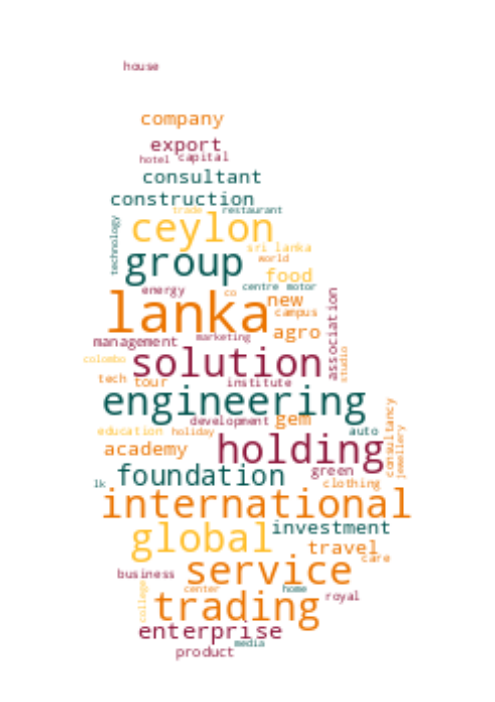 house
company
export
hotel capital
consultant
construction
trade restaurant
ceylon
technology
sri lanka
group
world
food
centre motor
energy
co
new
lanka
campus
association
agro
marketing
management
solution
studio
colombo
tech tour
institute
engineering
consultancy
gem
development
education holiday
auto
jewellery
holding
academy
green
foundation
lk
clothing
international
investment
global
travel
care
service
business
center
home
college
royal
trading
enterprise
media
product